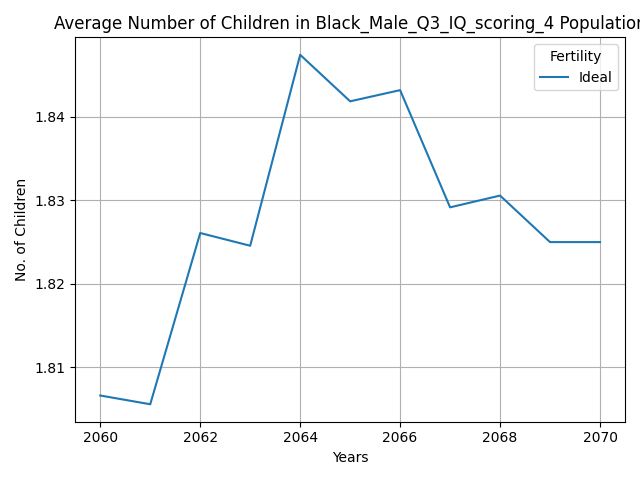 Average Number of Children in Black_Male_Q3_IQ_scoring_4 Population
Fertility
Ideal
No. of Children
1.84
1.83
1.82
1.81
2060 2062 2064 2066 2068 2070
Years